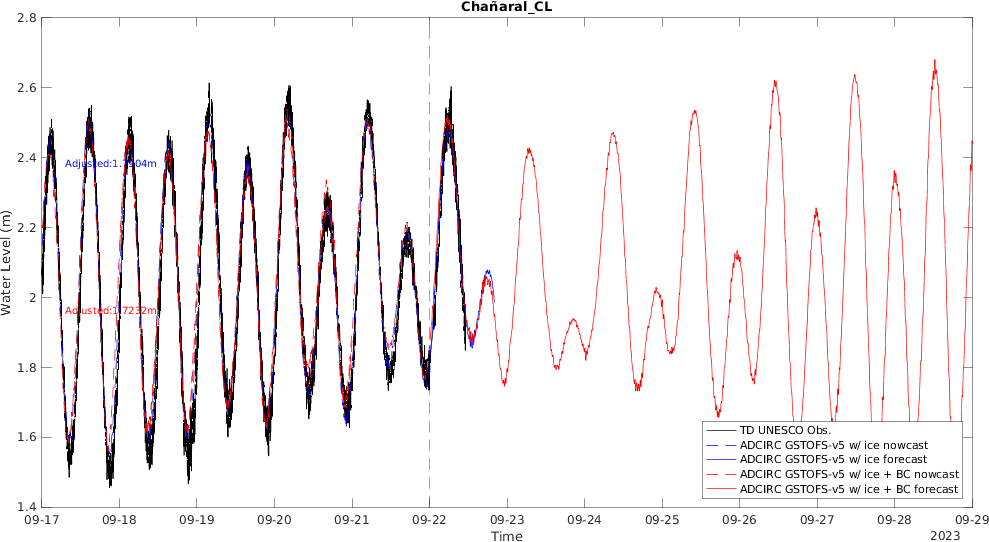 Chañaral_CL
2.8
2.6
2.4
2.2
2
1.8
1.6
1.4
Water Level (m)
Adjusted:1.7904m
Adjusted:1.7232m
TD UNESCO Obs.
ADCIRC GSTOFS-v5 w/ ice nowcast
ADCIRC GSTOFS-v5 w/ ice forecast
ADCIRC GSTOFS-v5 w/ ice + BC nowcast
ADCIRC GSTOFS-v5 w/ ice + BC forecast
09-17 09-18 09-19 09-20 09-21 09-22 09-23 09-24 09-25 09-26 09-27 09-28 09-29
Time
2023